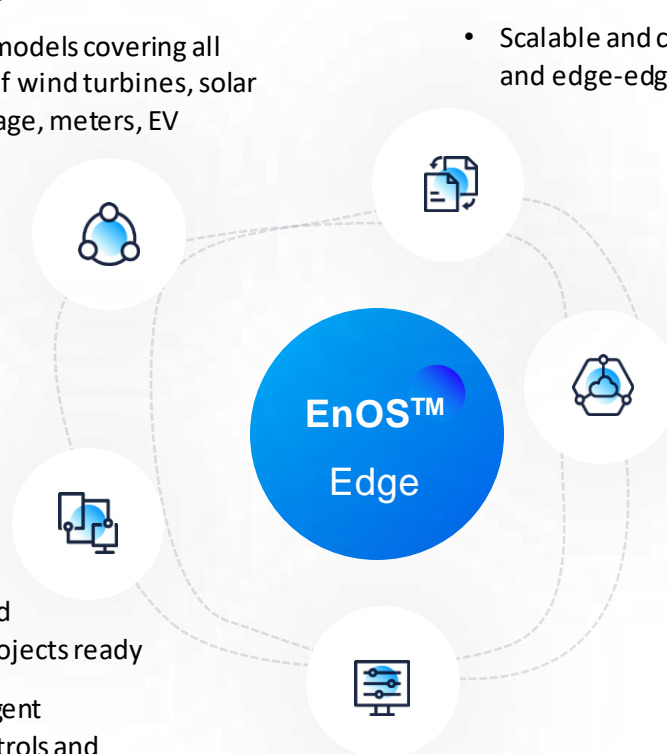 models covering all
f wind turbines, solar
age, meters, EV
• Scalable and c
and edge-edg
EnOS™
Edge
d
ojects ready
gent
trols and